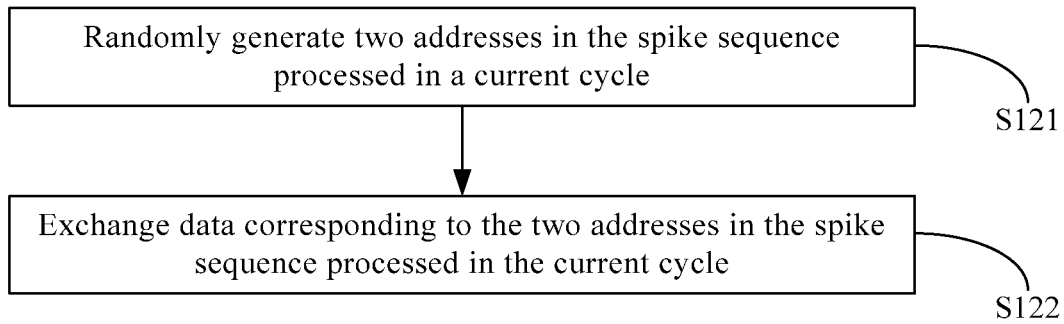 Randomly generate two addresses in the spike sequence
processed in a current cycle
S121
Exchange data corresponding to the two addresses in the spike
sequence processed in the current cycle
S122